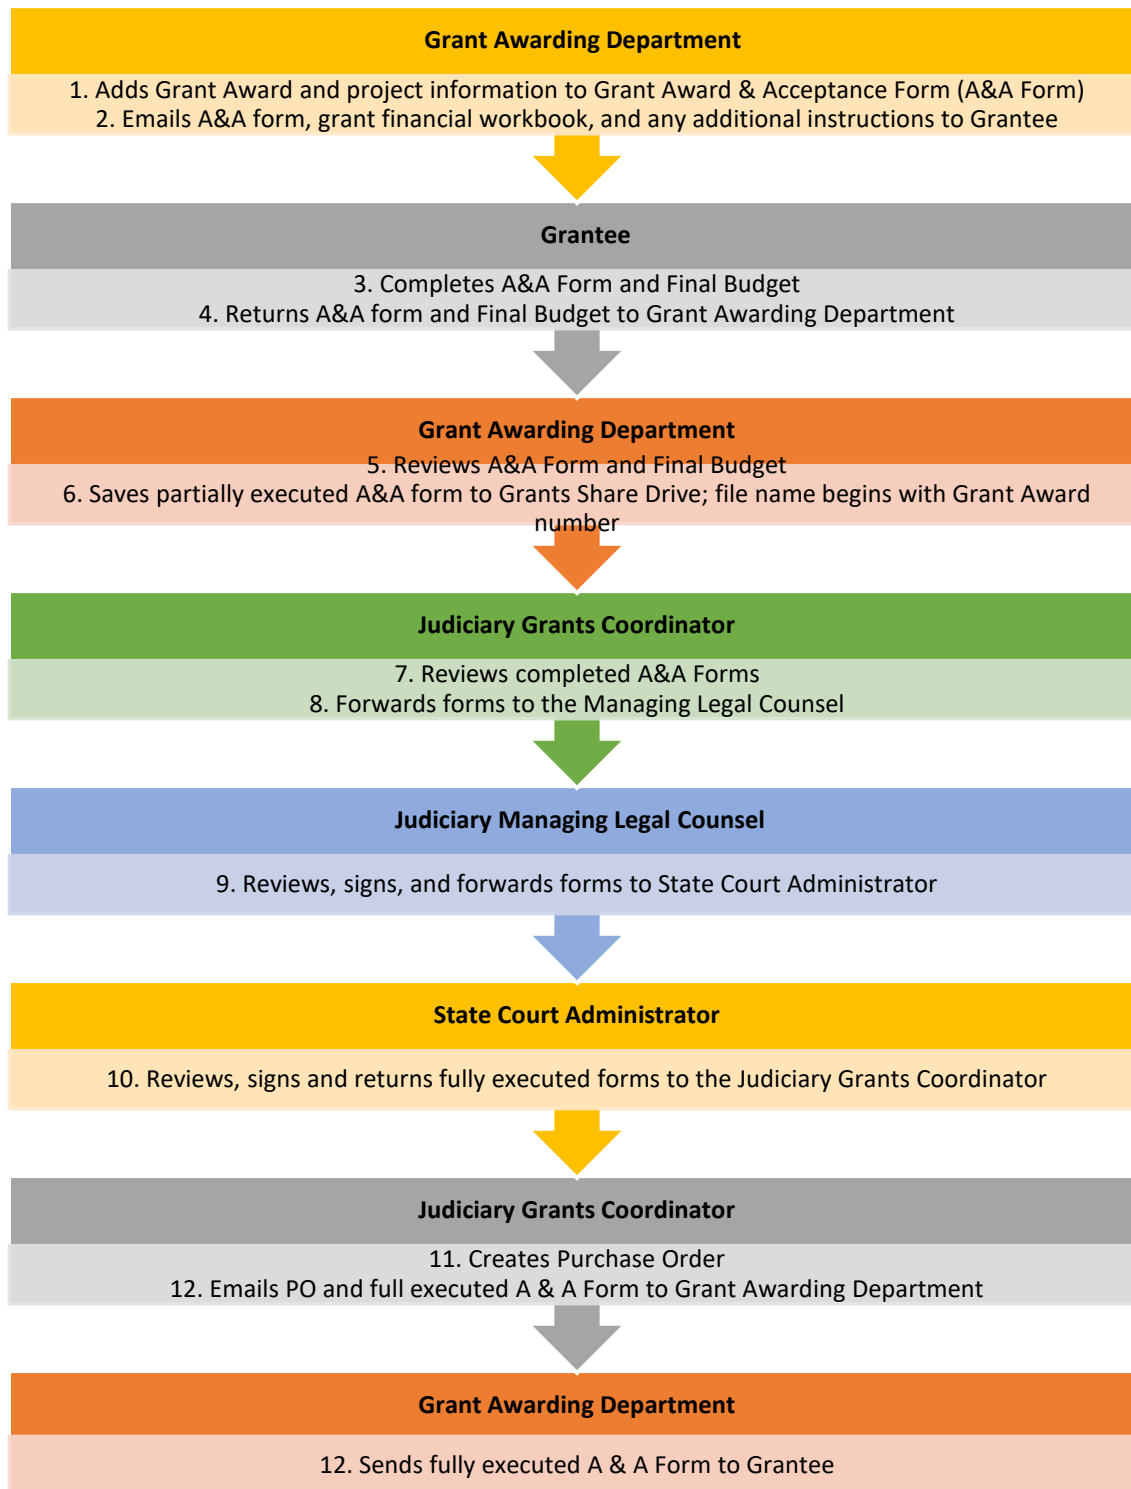 Grant Awarding Department
1. Adds Grant Award and project information to Grant Award & Acceptance Form (A&A Form)
2. Emails A&A form, grant financial workbook, and any additional instructions to Grantee
Grantee
3. Completes A&A Form and Final Budget
4. Returns A&A form and Final Budget to Grant Awarding Department
Grant Awarding Department
5. Reviews A&A Form and Final Budget
6. Saves partially executed A&A form to Grants Share Drive; file name begins with Grant Award
number
Judiciary Grants Coordinator
7. Reviews completed A&A Forms
8. Forwards forms to the Managing Legal Counsel
Judiciary Managing Legal Counsel
9. Reviews, signs, and forwards forms to State Court Administrator
State Court Administrator
10. Reviews, signs and returns fully executed forms to the Judiciary Grants Coordinator
Judiciary Grants Coordinator
11. Creates Purchase Order
12. Emails PO and full executed A & A Form to Grant Awarding Department
Grant Awarding Department
12. Sends fully executed A & A Form to Grantee